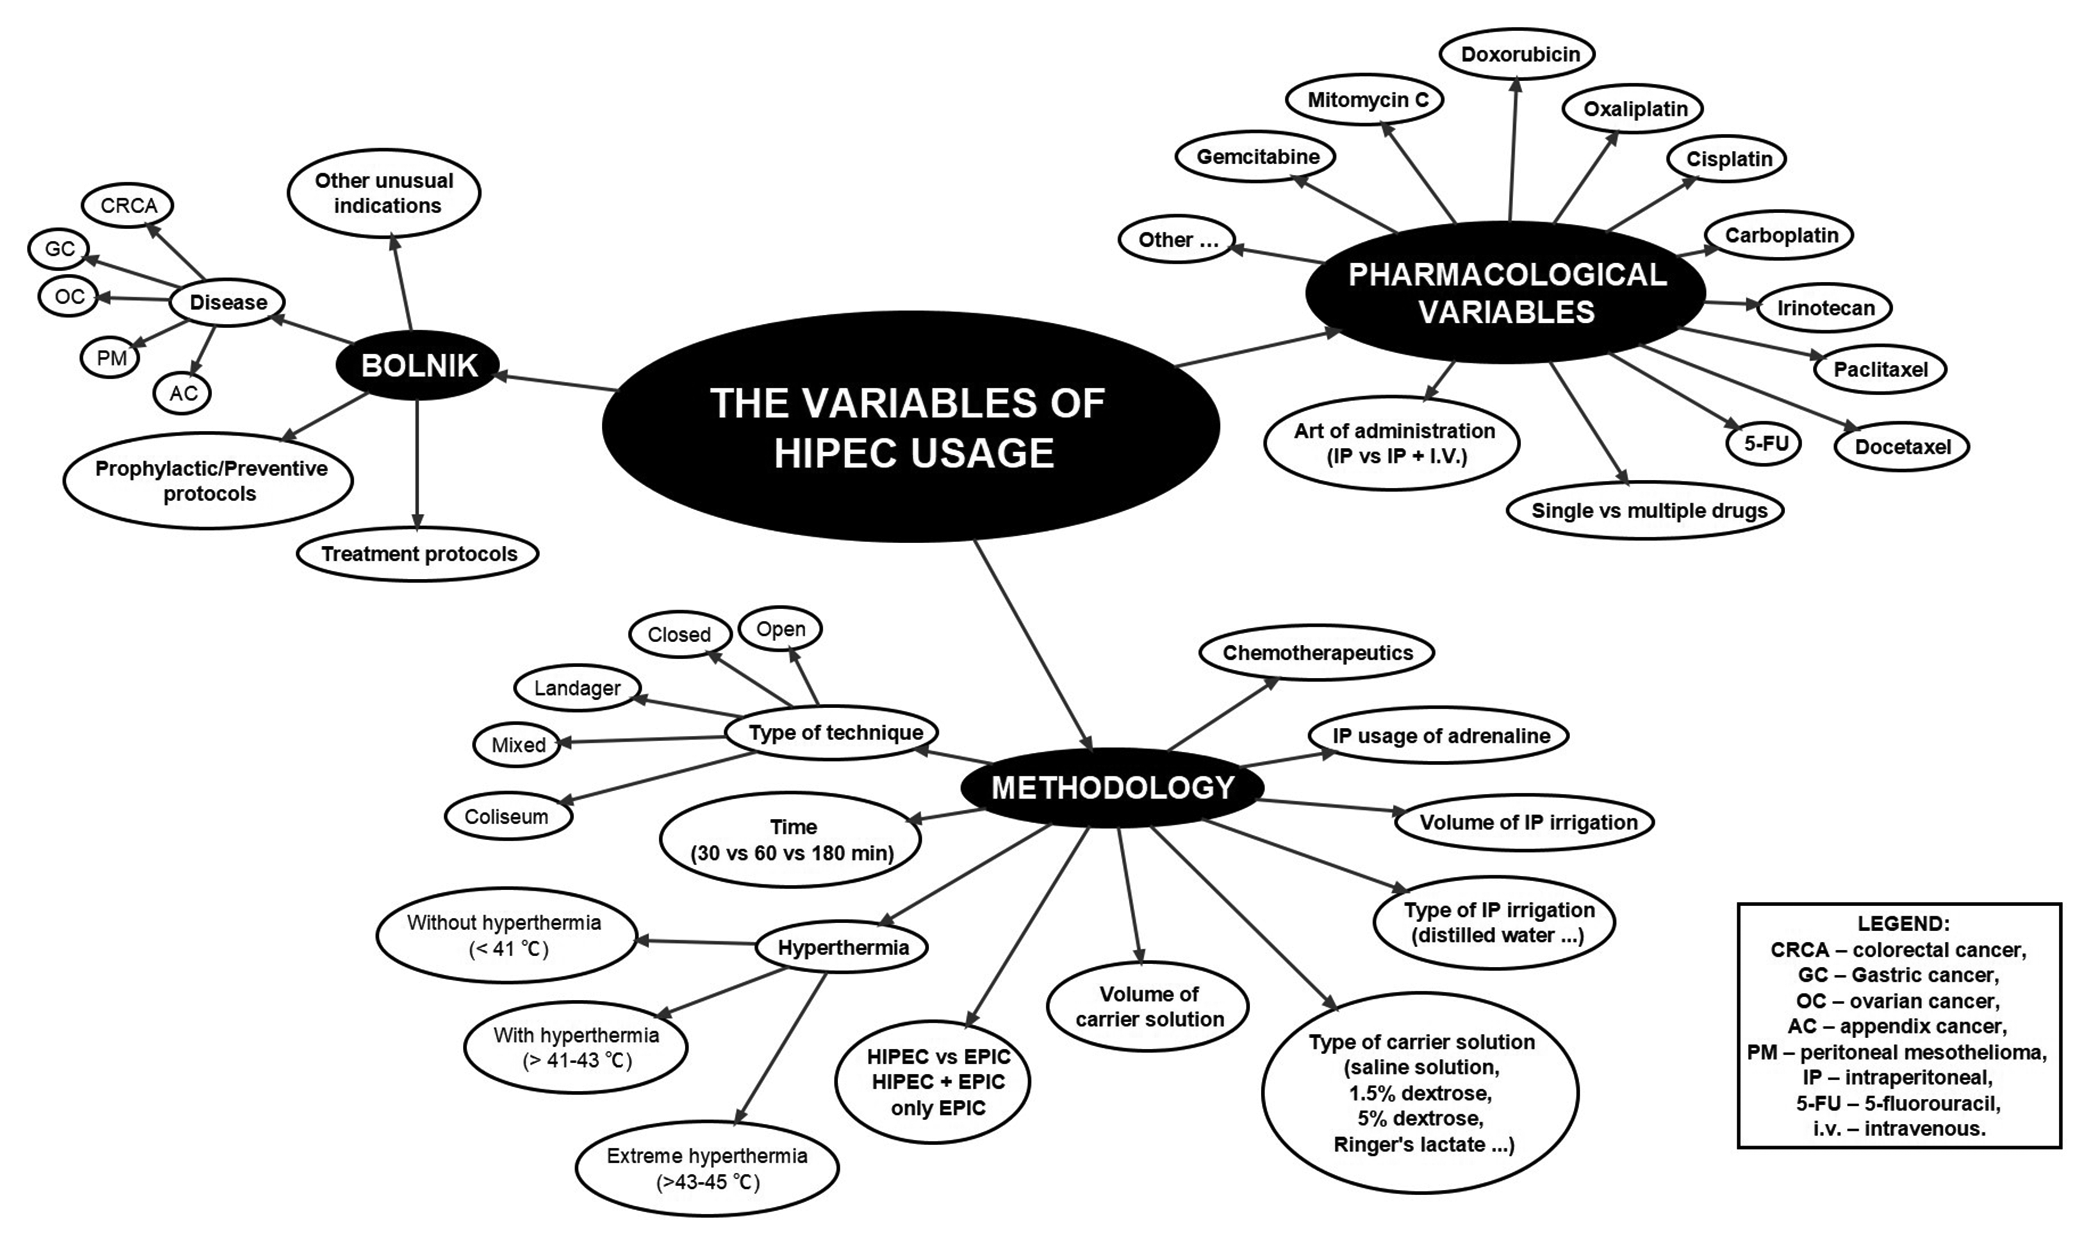 THE VARIABLES OF
HIPEC USAGE
BOLNIK
Other unusual
indications
Disease
CRCA
GC
OC
PM
AC
Prophylactic/Preventive
protocols
Treatment protocols
PHARMACOLOGICAL
VARIABLES
Other ...
Gemcitabine
Mitomycin C
Doxorubicin
Oxaliplatin
Cisplatin
Carboplatin
Irinotecan
Paclitaxel
Docetaxel
5-FU
Single vs multiple drugs
Art of administration
(IP vs IP + I.V.)
METHODOLOGY
Type of technique
Open
Closed
Landager
Mixed
Coliseum
Time
(30 vs 60 vs 180 min)
Hyperthermia
Without hyperthermia
(< 41 ℃)
With hyperthermia
(> 41-43 ℃)
Extreme hyperthermia
(>43-45 ℃)
HIPEC vs EPIC
HIPEC + EPIC
only EPIC
Volume of
carrier solution
Type of carrier solution
(saline solution,
1.5% dextrose,
5% dextrose,
Ringer's lactate ...)
Type of IP irrigation
(distilled water ...)
Volume of IP irrigation
IP usage of adrenaline
Chemotherapeutics
LEGEND:
CRCA – colorectal cancer,
GC – Gastric cancer,
OC – ovarian cancer,
AC – appendix cancer,
PM – peritoneal mesothelioma,
IP – intraperitoneal,
5-FU – 5-fluorouracil,
i.v. – intravenous.